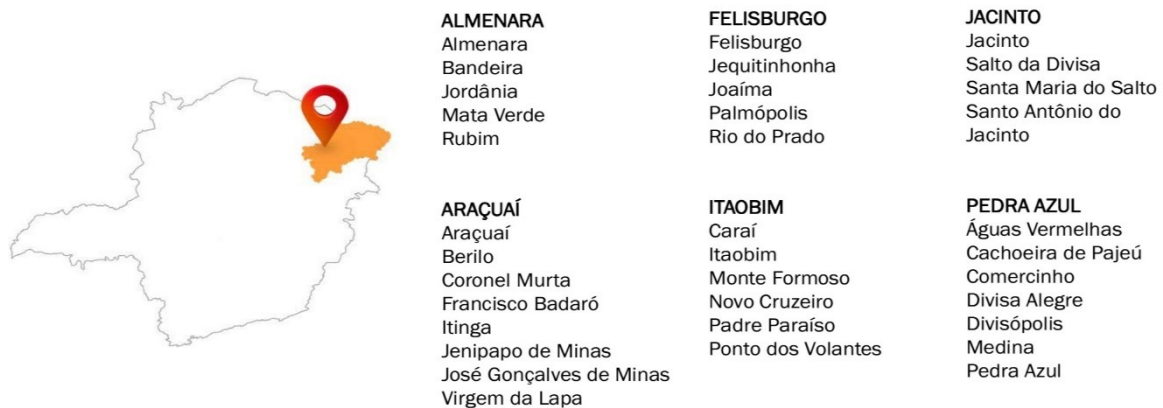 ALMENARA
Almenara
Bandeira
Jordânia
Mata Verde
Rubim
FELISBURGO
Felisburgo
Jequitinhonha
Joaíma
Palmópolis
Rio do Prado
JACINTO
Jacinto
Salto da Divisa
Santa Maria do Salto
Santo Antônio do
Jacinto
ARAÇUAÍ
Araçuaí
Berilo
Coronel Murta
Francisco Badaró
Itinga
Jenipapo de Minas
José Gonçalves de Minas
Virgem da Lapa
ITAOBIM
Caraí
Itaobim
Monte Formoso
Novo Cruzeiro
Padre Paraíso
Ponto dos Volantes
PEDRA AZUL
Águas Vermelhas
Cachoeira de Pajeú
Comercinho
Divisa Alegre
Divisópolis
Medina
Pedra Azul